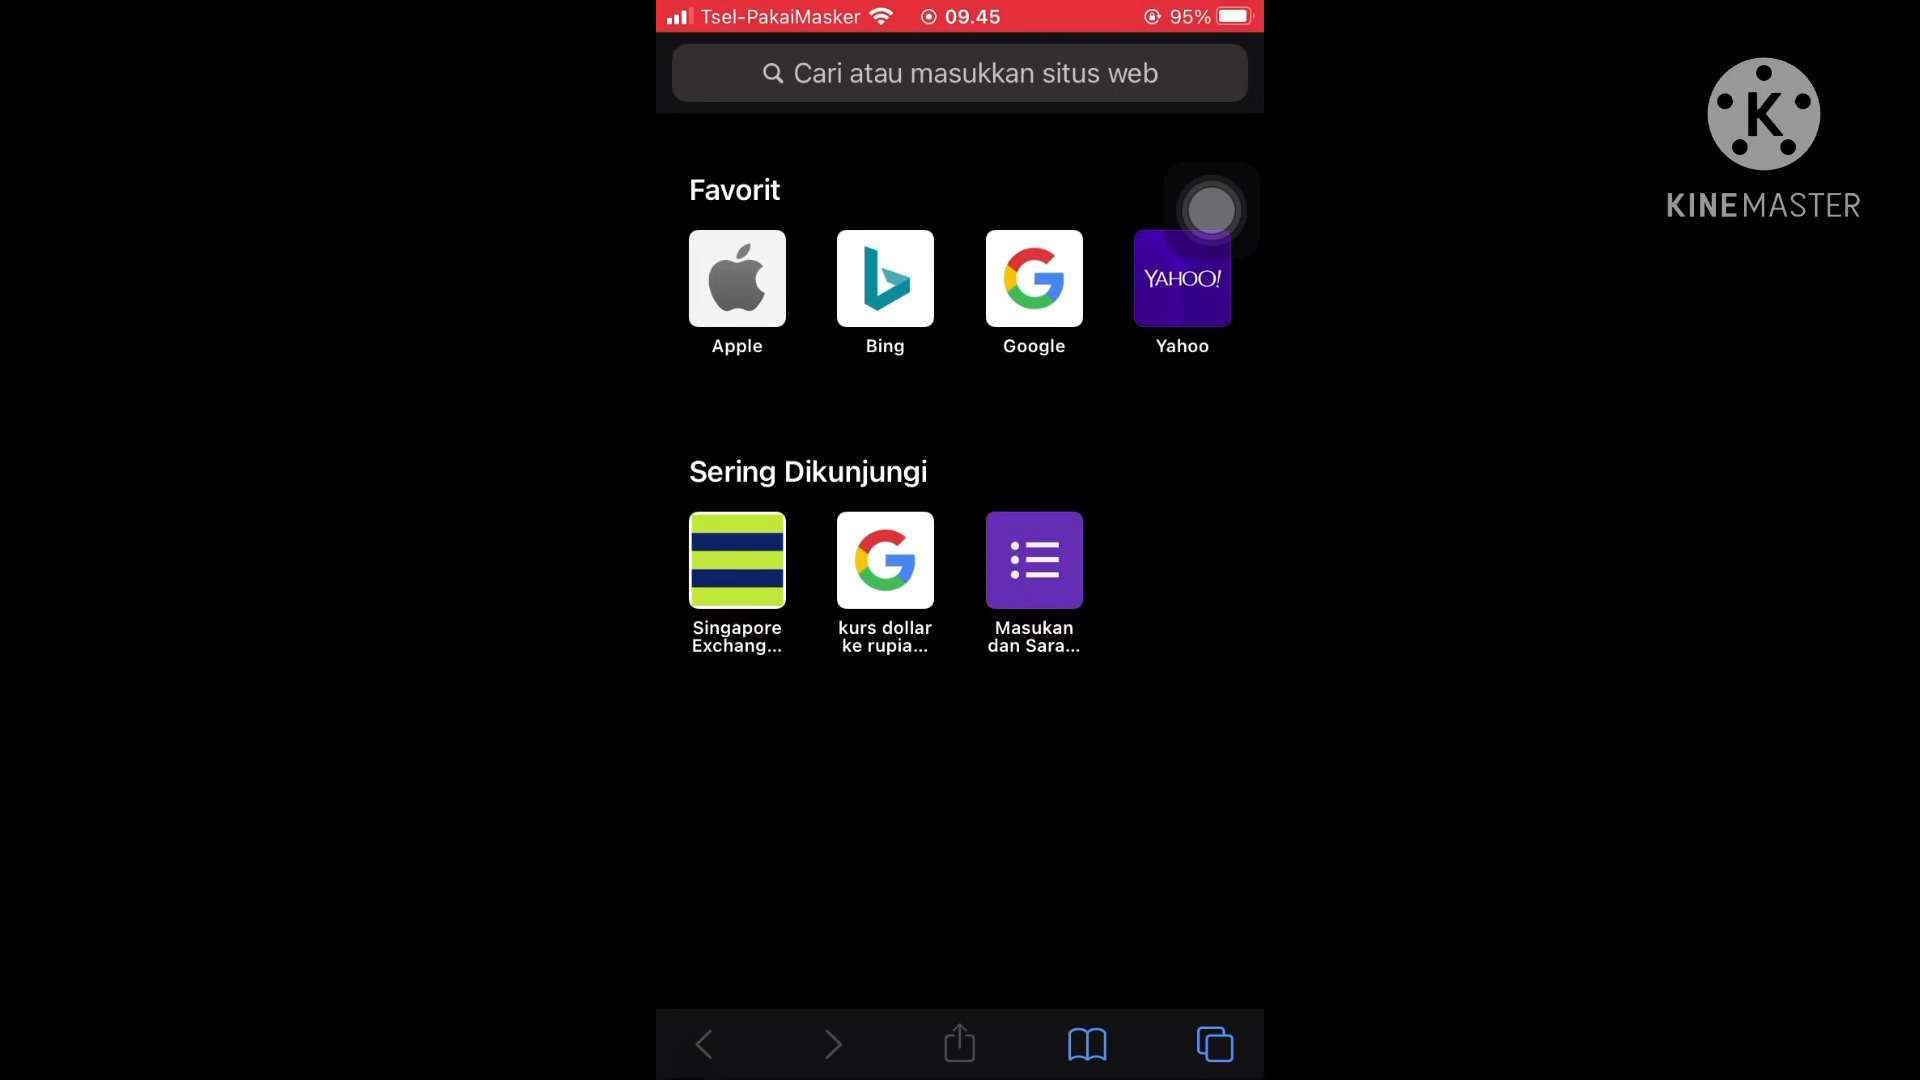 Tsel-PakaiMasker 09.45 95%
Cari atau masukkan situs web
K
KINEMASTER
Favorit
YAHOO!
Apple Bing Google Yahoo
Sering Dikunjungi
Singapore Exchang...
kurs dollar ke rupia...
Masukan dan Sara...